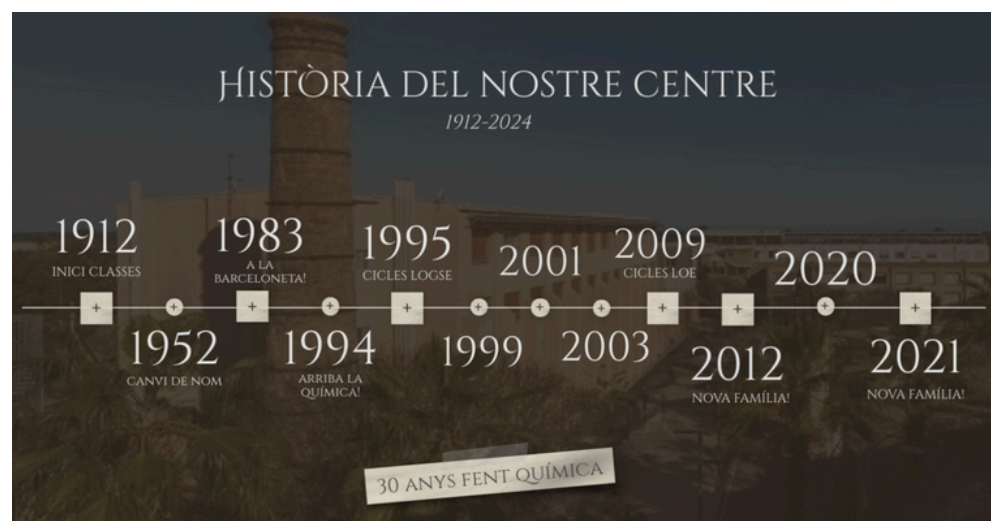 HISTÒRIA DEL NOSTRE CENTRE
1912-2024
1912
INICI CLASSES
1952
CANVI DE NOM
1983
A LA
BARCELONETA!
1994
ARRIBA LA
QUÍMICA!
1995
CICLES LOGSE
1999
2001
2003
2009
CICLES LOE
2012
NOVA FAMÍLIA!
2020
2021
NOVA FAMÍLIA!
30 ANYS FENT QUÍMICA